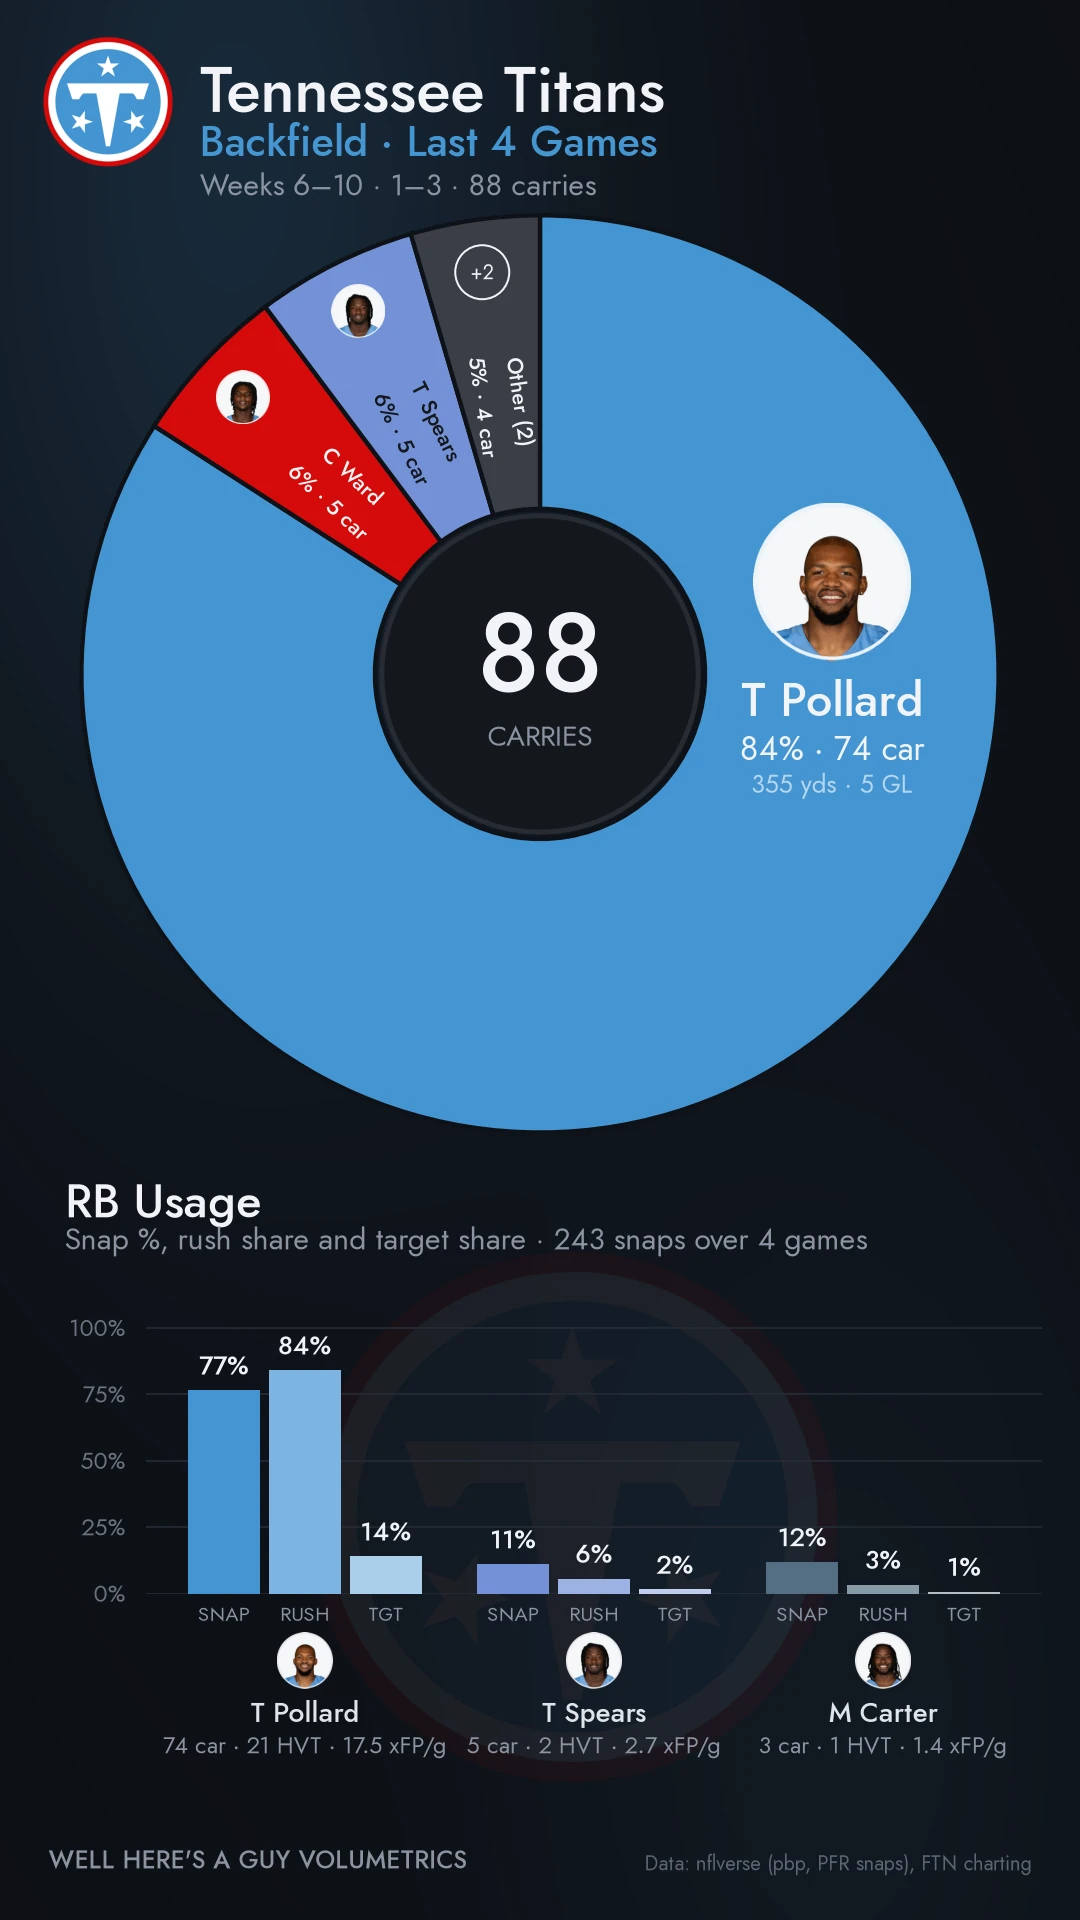 Tennessee Titans
Backfield · Last 4 Games
Weeks 6–10 · 1–3 · 88 carries
+2
Other (2)
5% · 4 car
T Spears
6% · 5 car
C Ward
6% · 5 car
88
CARRIES
T Pollard
84% · 74 car
355 yds · 5 GL
RB Usage
Snap %, rush share and target share · 243 snaps over 4 games
100%
75%
50%
25%
0%
77% 84% 14% 11% 6% 2% 12% 3% 1%
SNAP RUSH TGT SNAP RUSH TGT SNAP RUSH TGT
T Pollard T Spears M Carter
74 car · 21 HVT · 17.5 xFP/g 5 car · 2 HVT · 2.7 xFP/g 3 car · 1 HVT · 1.4 xFP/g
WELL HERE'S A GUY VOLUMETRICS
Data: nflverse (pbp, PFR snaps), FTN charting